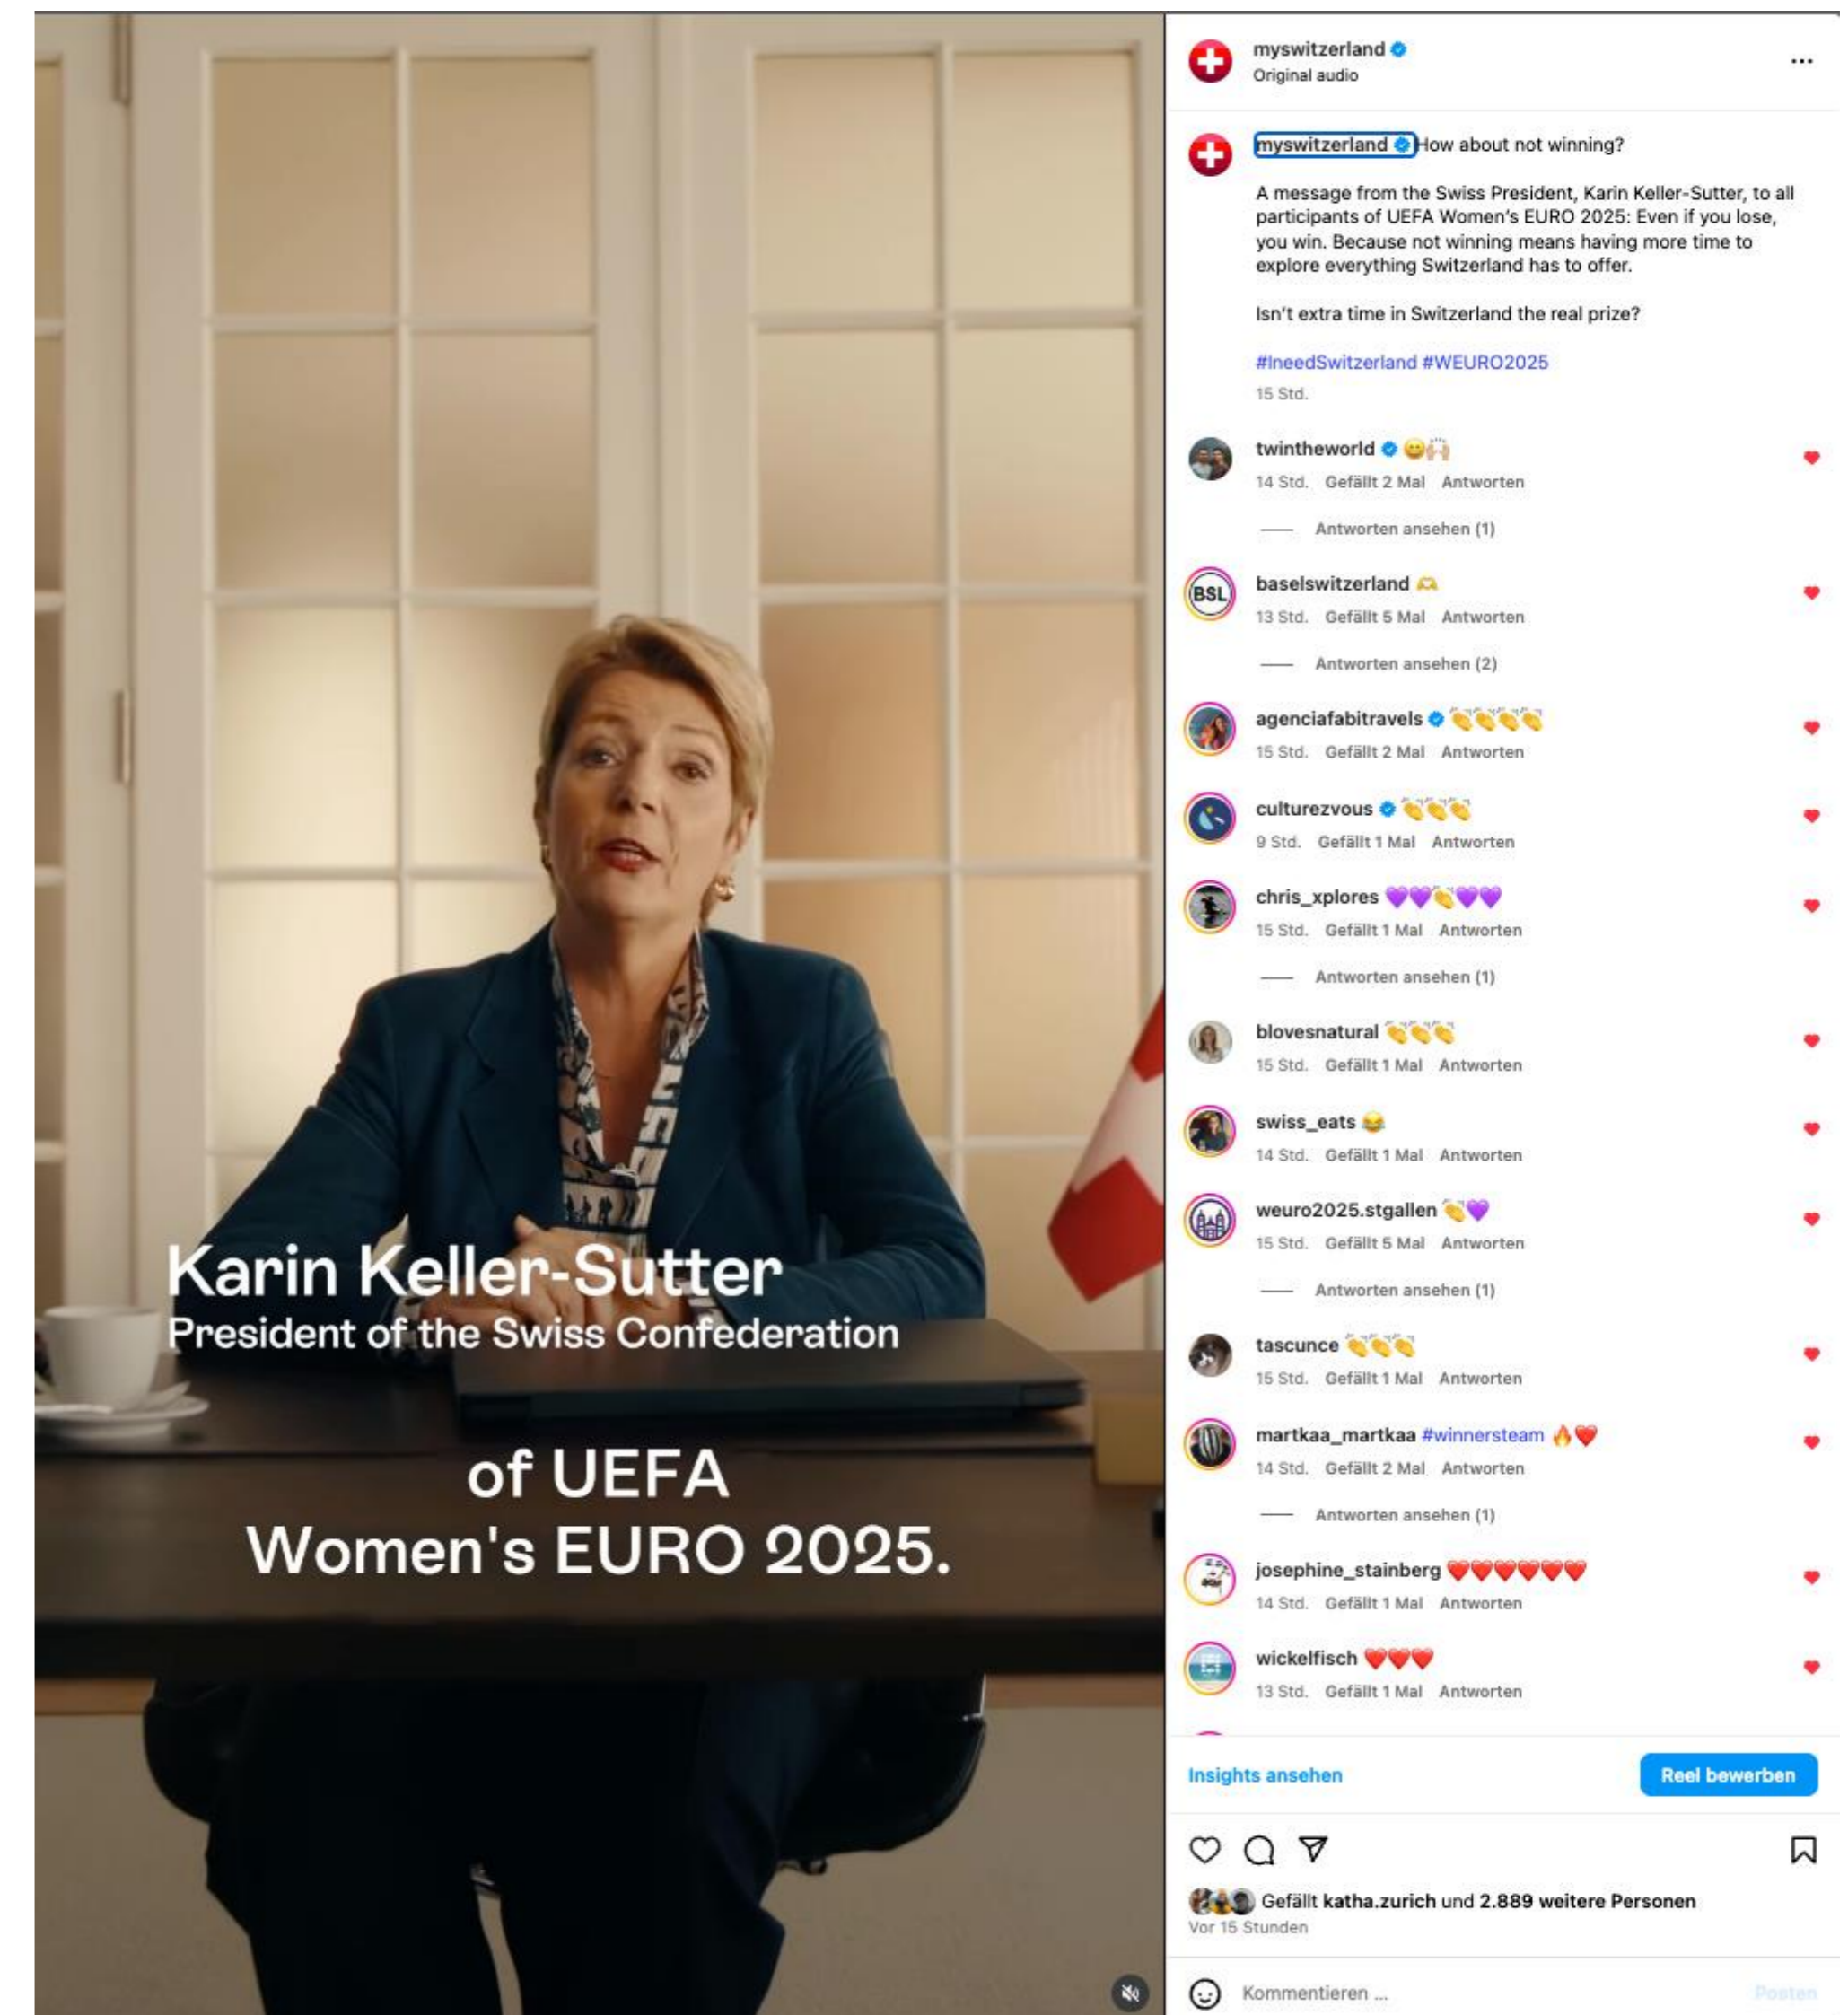 Karin Keller-Sutter
President of the Swiss Confederation
of UEFA
Women's EURO 2025.
myswitzerland
Original audio
myswitzerland How about not winning?
A message from the Swiss President, Karin Keller-Sutter, to all
participants of UEFA Women's EURO 2025: Even if you lose,
you win. Because not winning means having more time to
explore everything Switzerland has to offer.
Isn't extra time in Switzerland the real prize?
#IneedSwitzerland #WEURO2025
15 Std.
twintheworld 😄🙌🏼
14 Std. Gefällt 2 Mal Antworten
Antworten ansehen (1)
BSL
baselswitzerland 🫶
13 Std. Gefällt 5 Mal Antworten
Antworten ansehen (2)
agenciafabitravels 👏👏👏👏
15 Std. Gefällt 2 Mal Antworten
culturezvous 👏👏👏
9 Std. Gefällt 1 Mal Antworten
chris_xplores 💜💜👏💜💜
15 Std. Gefällt 1 Mal Antworten
Antworten ansehen (1)
blovesnatural 👏👏👏
15 Std. Gefällt 1 Mal Antworten
swiss_eats 😂
14 Std. Gefällt 1 Mal Antworten
weuro2025.stgallen 👏💜
15 Std. Gefällt 5 Mal Antworten
Antworten ansehen (1)
tascunce 👏👏👏
15 Std. Gefällt 1 Mal Antworten
martkaa_martkaa #winnersteam 🔥❤️
14 Std. Gefällt 2 Mal Antworten
Antworten ansehen (1)
josephine_stainberg ❤️❤️❤️❤️❤️❤️
14 Std. Gefällt 1 Mal Antworten
wickelfisch ❤️❤️❤️
13 Std. Gefällt 1 Mal Antworten
Insights ansehen
Reel bewerben
Gefällt katha.zurich und 2.889 weitere Personen
Vor 15 Stunden
Kommentieren ...
Posten